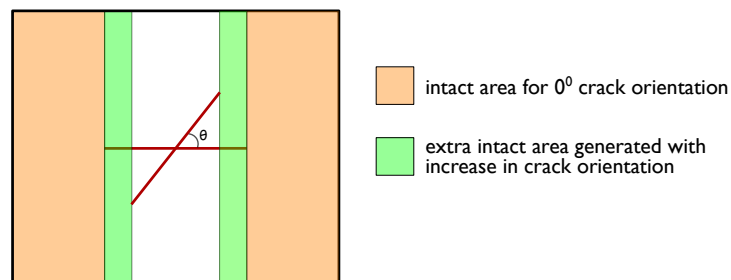 θ
intact area for 0⁰ crack orientation
extra intact area generated with
increase in crack orientation